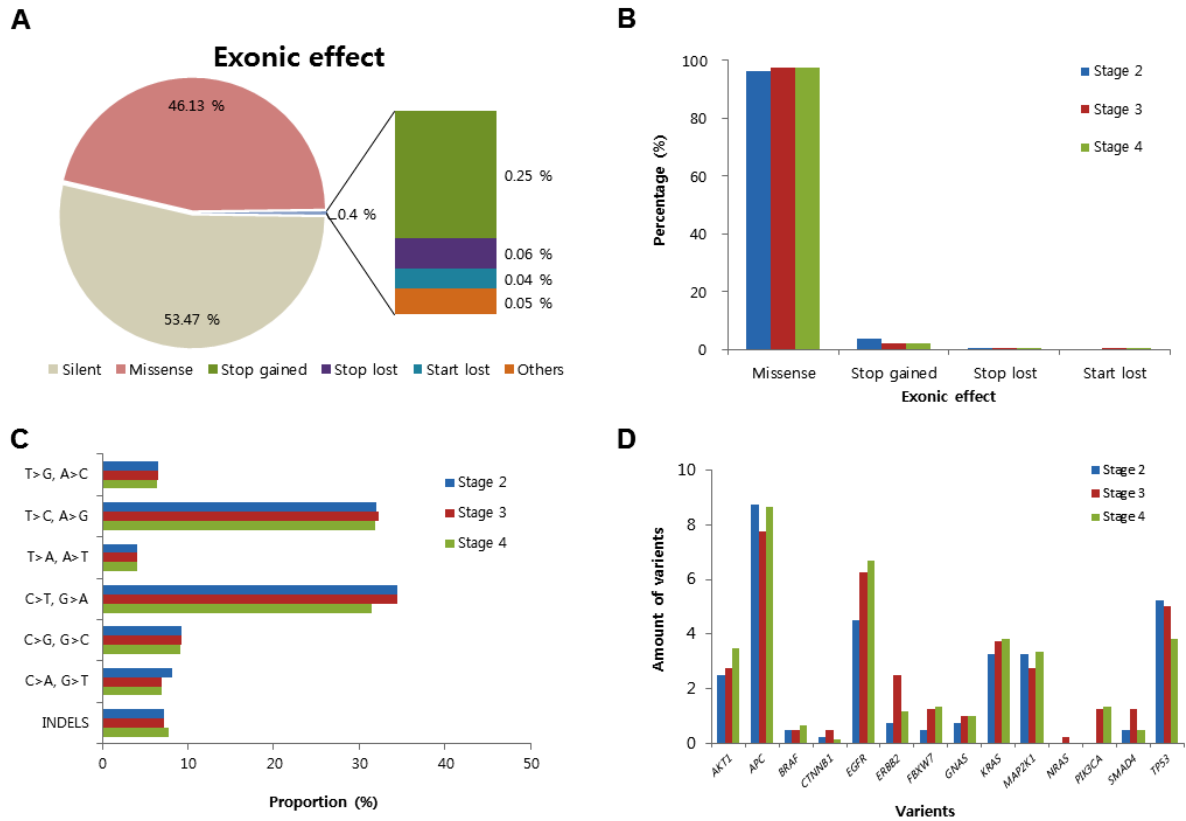 A
Exonic effect
46.13 %
0.4 %
53.47 %
0.25 %
0.06 %
0.04 %
0.05 %
Silent Missense Stop gained Stop lost Start lost Others
B
100
80
60
40
20
0
Percentage (%)
Stage 2
Stage 3
Stage 4
Missense Stop gained Stop lost Start lost
Exonic effect
C
T>G, A>C
T>C, A>G
T>A, A>T
C>T, G>A
C>G, G>C
C>A, G>T
INDELS
Stage 2
Stage 3
Stage 4
0 10 20 30 40 50
Proportion (%)
D
10
8
6
4
2
0
Amount of varients
Stage 2
Stage 3
Stage 4
AKT1 APC BRAF CTNNB1 EGFR ERBB2 FBXW7 GNAS KRAS MAP2K1 NRAS PIK3CA SMAD4 TP53
Varients